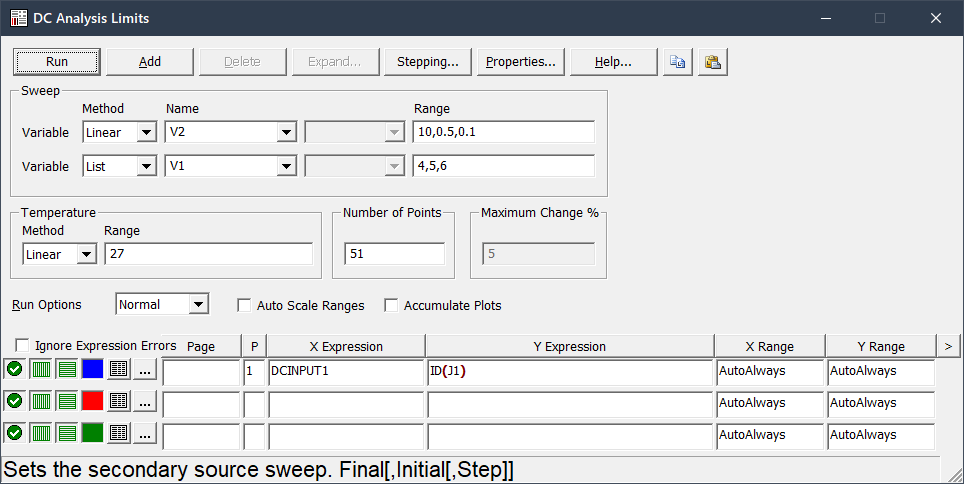 DC Analysis Limits
Run Add Delete Expand... Stepping... Properties... Help...
Sweep
Method Name Range
Variable Linear V2 10,0.5,0.1
Variable List V1 4,5,6
Temperature Number of Points Maximum Change %
Method Range
Linear 27 51 5
Run Options Normal Auto Scale Ranges Accumulate Plots
Ignore Expression Errors Page P X Expression Y Expression X Range Y Range >
... 1 DCINPUT1 ID(J1) AutoAlways AutoAlways
... AutoAlways AutoAlways
... AutoAlways AutoAlways
Sets the secondary source sweep. Final[,Initial[,Step]]